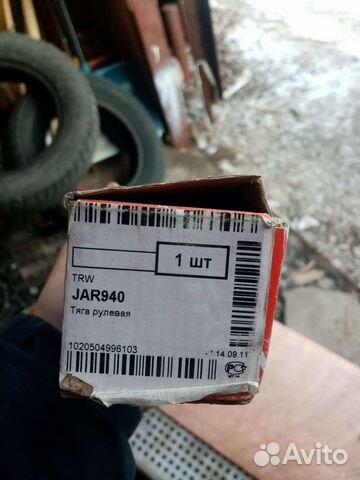 1 шт
TRW
JAR940
Тяга рулевая
1020504996103
14.09.11
Avito